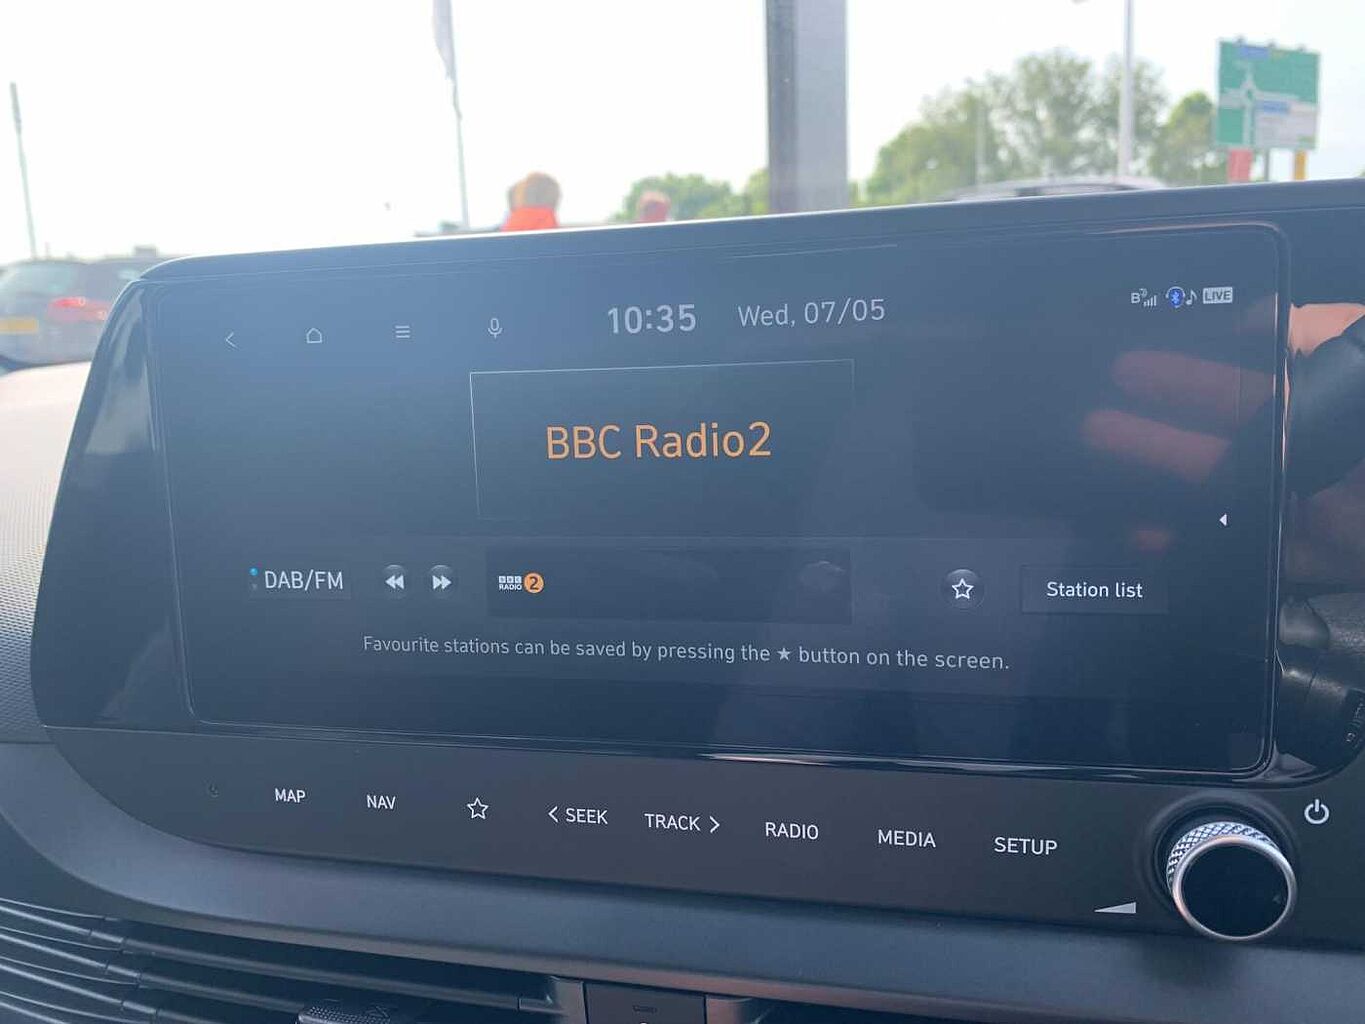 10:35 Wed, 07/05
B LIVE
BBC Radio2
DAB/FM
BBC
RADIO 2
Station list
Favourite stations can be saved by pressing the ★ button on the screen.
MAP NAV < SEEK TRACK > RADIO MEDIA SETUP